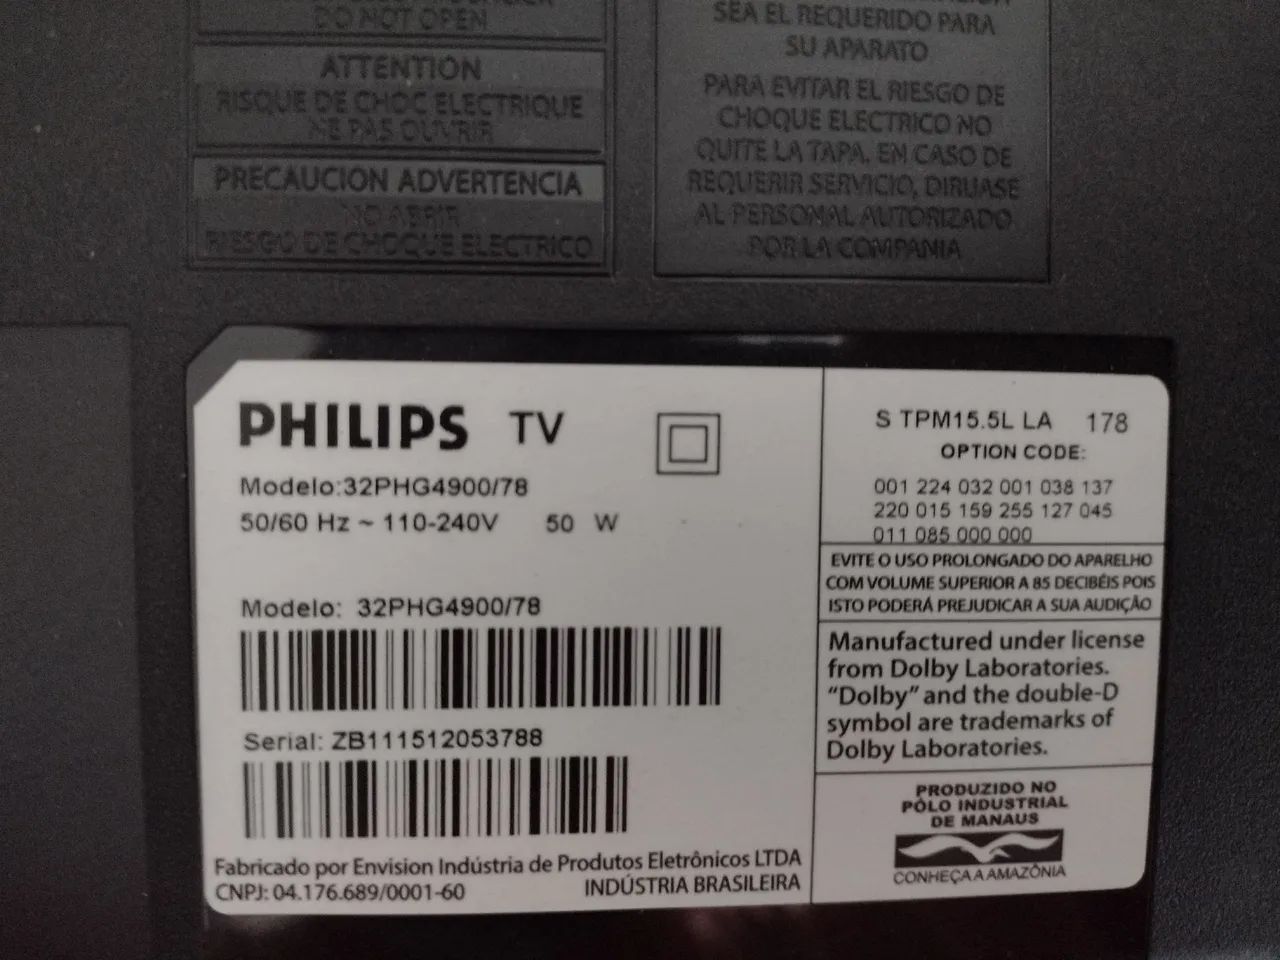 DO NOT OPEN
ATTENTION
RISQUE DE CHOC ELECTRIQUE
NE PAS OUVRIR
PRECAUCION ADVERTENCIA
NO ABRIR
RIESGO DE CHOQUE ELECTRICO
SEA EL REQUERIDO PARA
SU APARATO
PARA EVITAR EL RIESGO DE
CHOQUE ELECTRICO NO
QUITE LA TAPA. EN CASO DE
REQUERIR SERVICIO, DIRIJASE
AL PERSONAL AUTORIZADO
POR LA COMPANIA
PHILIPS TV
Modelo:32PHG4900/78
50/60 Hz ~ 110-240V 50 W
Modelo: 32PHG4900/78
Serial: ZB111512053788
Fabricado por Envision Indústria de Produtos Eletrônicos LTDA
CNPJ: 04.176.689/0001-60 INDÚSTRIA BRASILEIRA
S TPM15.5L LA 178
OPTION CODE:
001 224 032 001 038 137
220 015 159 255 127 045
011 085 000 000
EVITE O USO PROLONGADO DO APARELHO
COM VOLUME SUPERIOR A 85 DECIBÉIS POIS
ISTO PODERÁ PREJUDICAR A SUA AUDIÇÃO
Manufactured under license
from Dolby Laboratories.
“Dolby” and the double-D
symbol are trademarks of
Dolby Laboratories.
PRODUZIDO NO
PÓLO INDUSTRIAL
DE MANAUS
CONHEÇA A AMAZÔNIA